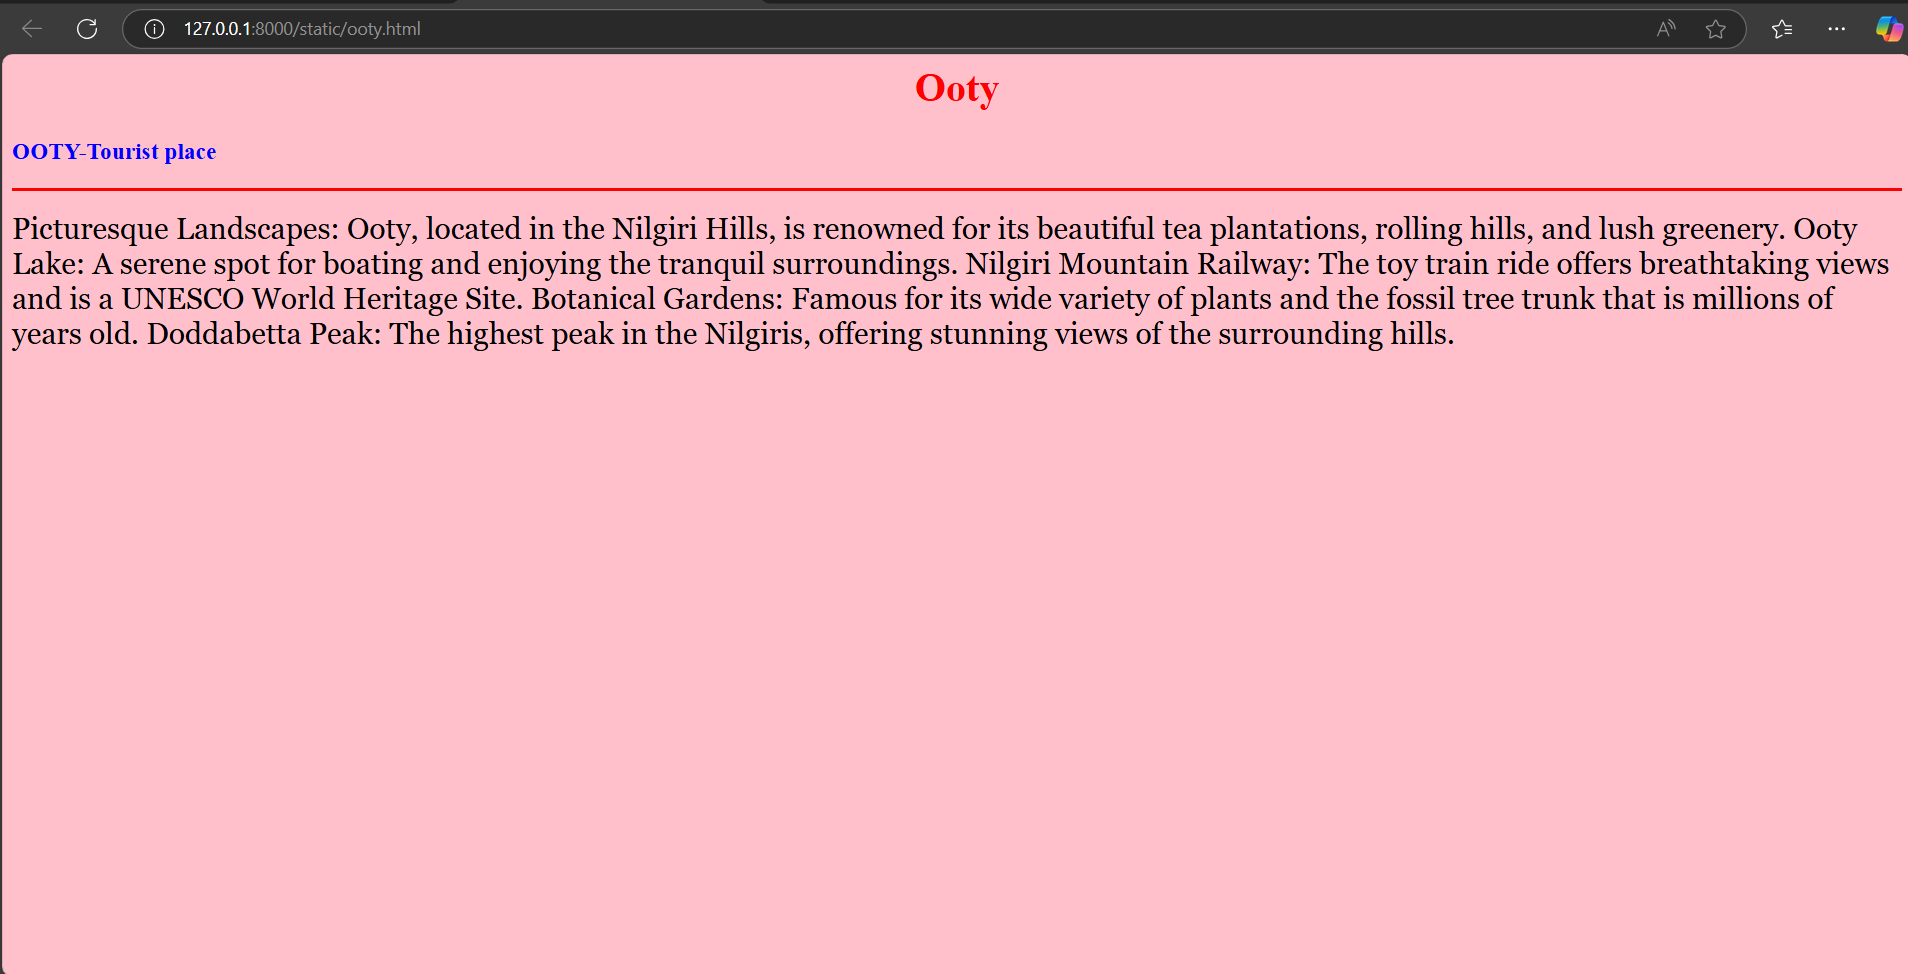 127.0.0.1:8000/static/ooty.html
Ooty
OOTY-Tourist place
Picturesque Landscapes: Ooty, located in the Nilgiri Hills, is renowned for its beautiful tea plantations, rolling hills, and lush greenery. Ooty
Lake: A serene spot for boating and enjoying the tranquil surroundings. Nilgiri Mountain Railway: The toy train ride offers breathtaking views
and is a UNESCO World Heritage Site. Botanical Gardens: Famous for its wide variety of plants and the fossil tree trunk that is millions of
years old. Doddabetta Peak: The highest peak in the Nilgiris, offering stunning views of the surrounding hills.